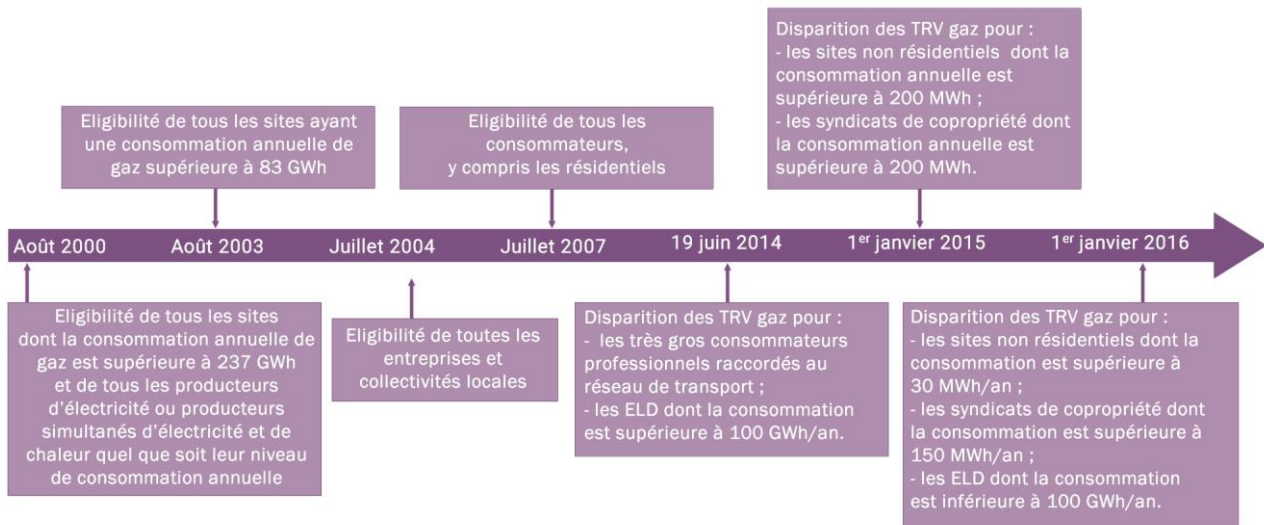 Disparition des TRV gaz pour :
- les sites non résidentiels dont la
consommation annuelle est
supérieure à 200 MWh ;
- les syndicats de copropriété dont
la consommation annuelle est
supérieure à 200 MWh.
Eligibilité de tous les sites ayant
une consommation annuelle de
gaz supérieure à 83 GWh
Eligibilité de tous les
consommateurs,
y compris les résidentiels
Août 2000
Août 2003
Juillet 2004
Juillet 2007
19 juin 2014
1er janvier 2015
1er janvier 2016
Eligibilité de tous les sites
dont la consommation annuelle de
gaz est supérieure à 237 GWh
et de tous les producteurs
d'électricité ou producteurs
simultanés d'électricité et de
chaleur quel que soit leur niveau
de consommation annuelle
Eligibilité de toutes les
entreprises et
collectivités locales
Disparition des TRV gaz pour :
- les très gros consommateurs
professionnels raccordés au
réseau de transport ;
- les ELD dont la consommation
est supérieure à 100 GWh/an.
Disparition des TRV gaz pour :
- les sites non résidentiels dont la
consommation est supérieure à
30 MWh/an ;
- les syndicats de copropriété dont
la consommation est supérieure à
150 MWh/an ;
- les ELD dont la consommation
est inférieure à 100 GWh/an.